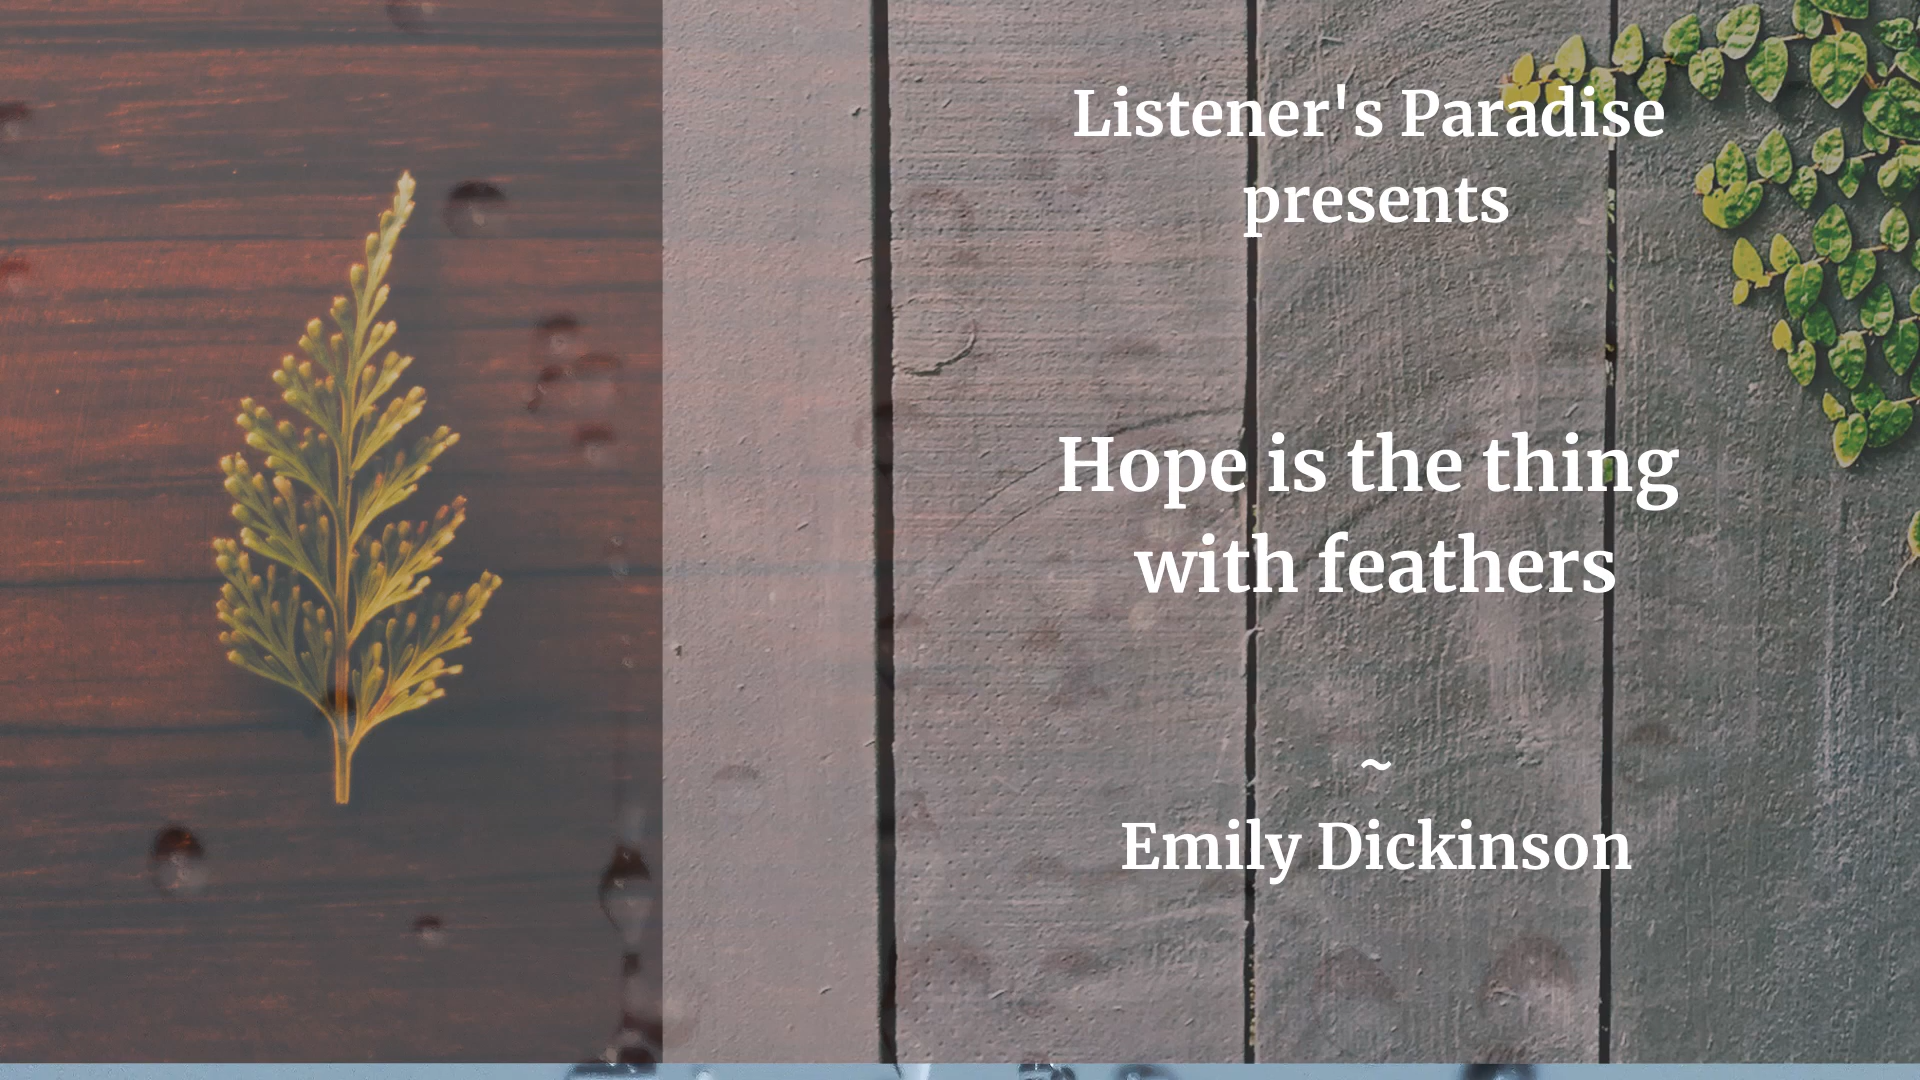 Listener's Paradise
presents
Hope is the thing
with feathers
~
Emily Dickinson